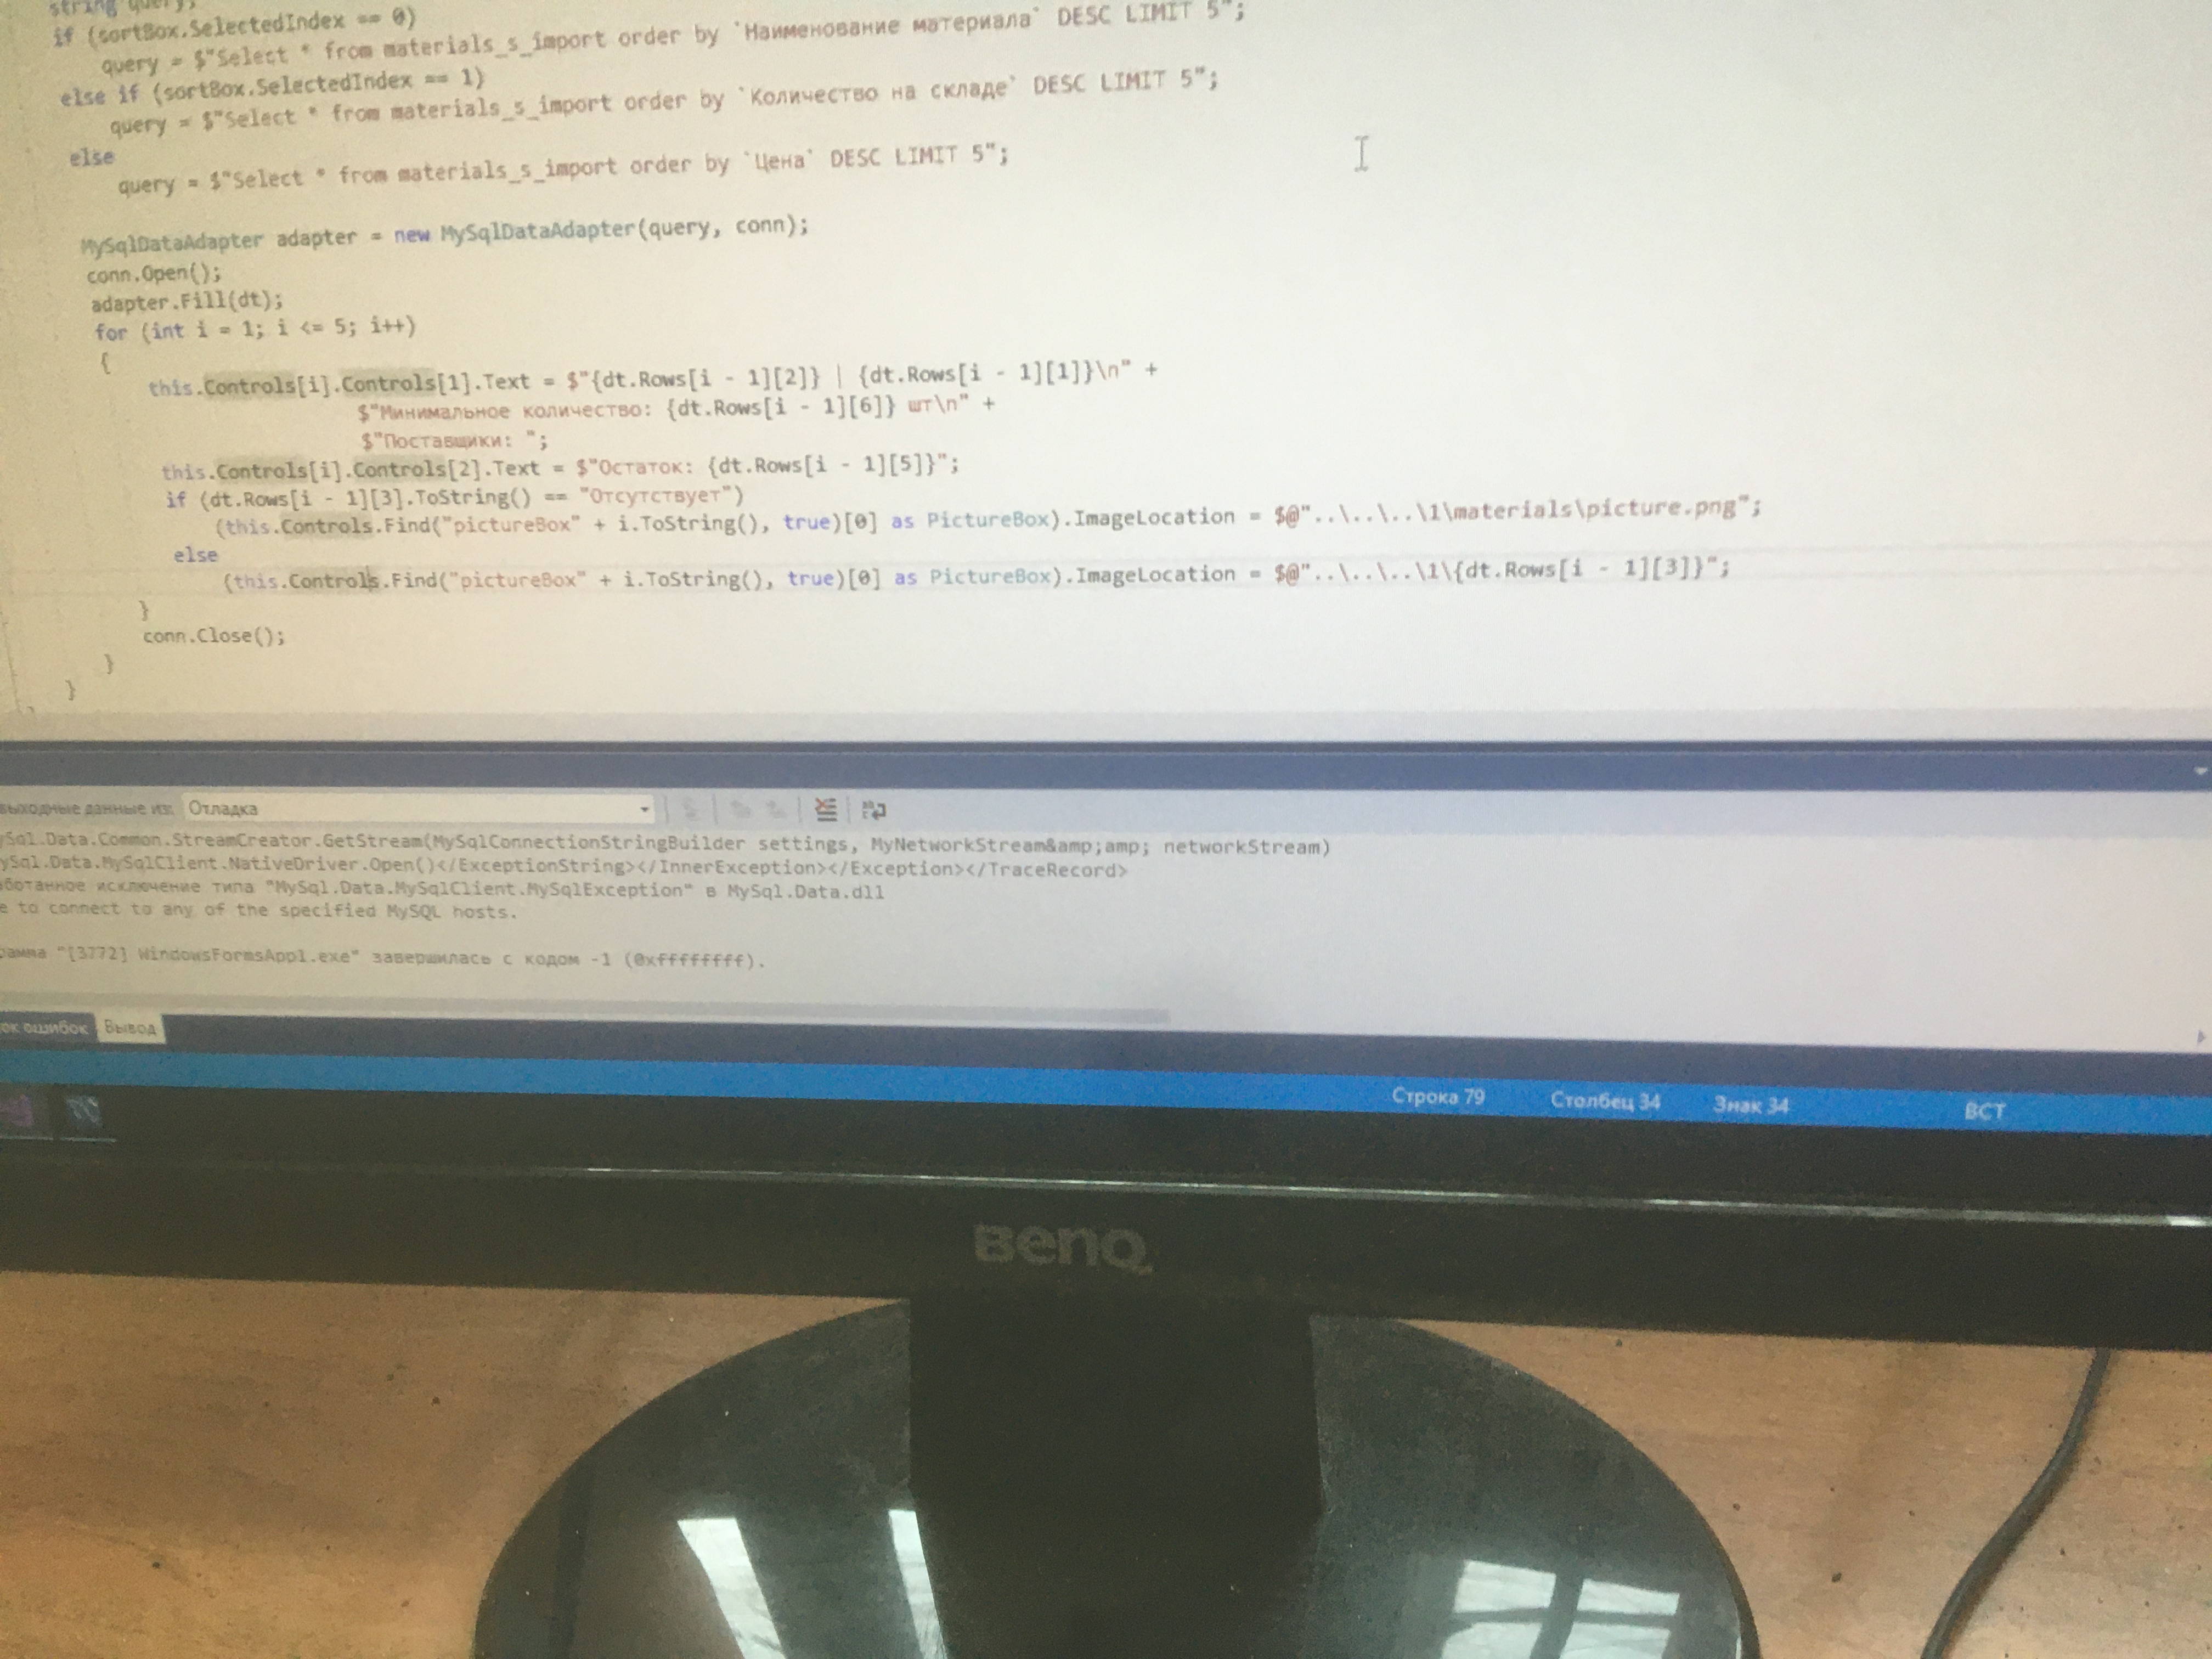 string query;
if (sortBox.SelectedIndex == 0)
query = $"Select * from materials_s_import order by `Наименование материала` DESC LIMIT 5";
else if (sortBox.SelectedIndex == 1)
query = $"Select * from materials_s_import order by `Количество на складе` DESC LIMIT 5";
else
query = $"Select * from materials_s_import order by `Цена` DESC LIMIT 5";
MySqlDataAdapter adapter = new MySqlDataAdapter(query, conn);
conn.Open();
adapter.Fill(dt);
for (int i = 1; i <= 5; i++)
{
this.Controls[i].Controls[1].Text = $"{dt.Rows[i - 1][2]} | {dt.Rows[i - 1][1]}\n" +
$"Минимальное количество: {dt.Rows[i - 1][6]} шт\n" +
$"Поставщики: ";
this.Controls[i].Controls[2].Text = $"Остаток: {dt.Rows[i - 1][5]}";
if (dt.Rows[i - 1][3].ToString() == "Отсутствует")
(this.Controls.Find("pictureBox" + i.ToString(), true)[0] as PictureBox).ImageLocation = $@"..\..\..\1\materials\picture.png";
else
(this.Controls.Find("pictureBox" + i.ToString(), true)[0] as PictureBox).ImageLocation = $@"..\..\..\1\{dt.Rows[i - 1][3]}";
}
conn.Close();
}
}
выходные данные из: Отладка
ySql.Data.Common.StreamCreator.GetStream(MySqlConnectionStringBuilder settings, MyNetworkStream&amp;amp; networkStream)
ySql.Data.MySqlClient.NativeDriver.Open()</ExceptionString></InnerException></Exception></TraceRecord>
ботанное исключение типа "MySql.Data.MySqlClient.MySqlException" в MySql.Data.dll
e to connect to any of the specified MySQL hosts.
рамма "[3772] WindowsFormsApp1.exe" завершилась с кодом -1 (0xffffffff).
ок ошибок Вывод
Строка 79 Столбец 34 Знак 34 ВСТ
BenQ